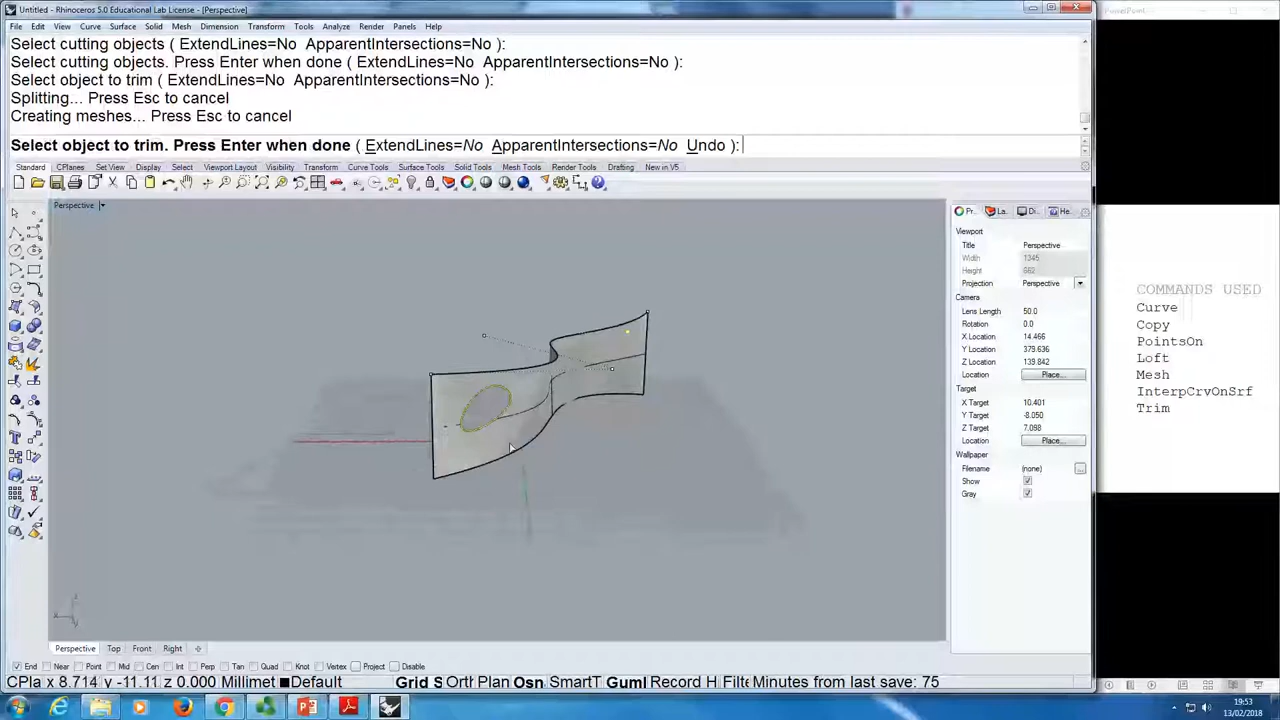 Untitled - Rhinoceros 5.0 Educational Lab License - [Perspective]
PowerPoint
File Edit View Curve Surface Solid Mesh Dimension Transform Tools Analyze Render Panels Help
Select cutting objects ( ExtendLines=No ApparentIntersections=No ):
Select cutting objects. Press Enter when done ( ExtendLines=No ApparentIntersections=No ):
Select object to trim ( ExtendLines=No ApparentIntersections=No ):
Splitting... Press Esc to cancel
Creating meshes... Press Esc to cancel
Select object to trim. Press Enter when done ( ExtendLines=No ApparentIntersections=No Undo ):
Standard CPlanes Set View Display Select Viewport Layout Visibility Transform Curve Tools Surface Tools Solid Tools Mesh Tools Render Tools Drafting New in V5
Perspective
Pr... La... Di... He...
Viewport
Title Perspective
Width 1345
Height 662
Projection Perspective
Camera
Lens Length 50.0
Rotation 0.0
X Location 14.466
Y Location 379.636
Z Location 139.842
Location Place...
Target
X Target 10.401
Y Target -8.050
Z Target 7.098
Location Place...
Wallpaper
Filename (none)
Show
Gray
COMMANDS USED
Curve
Copy
PointsOn
Loft
Mesh
InterpCrvOnSrf
Trim
Perspective Top Front Right
End Near Point Mid Cen Int Perp Tan Quad Knot Vertex Project Disable
CPla x 8.714 y -11.11 z 0.000 Millimet Default Grid S Orth Plan Osn SmartT Guml Record H Filte Minutes from last save: 75
19:53
13/02/2018